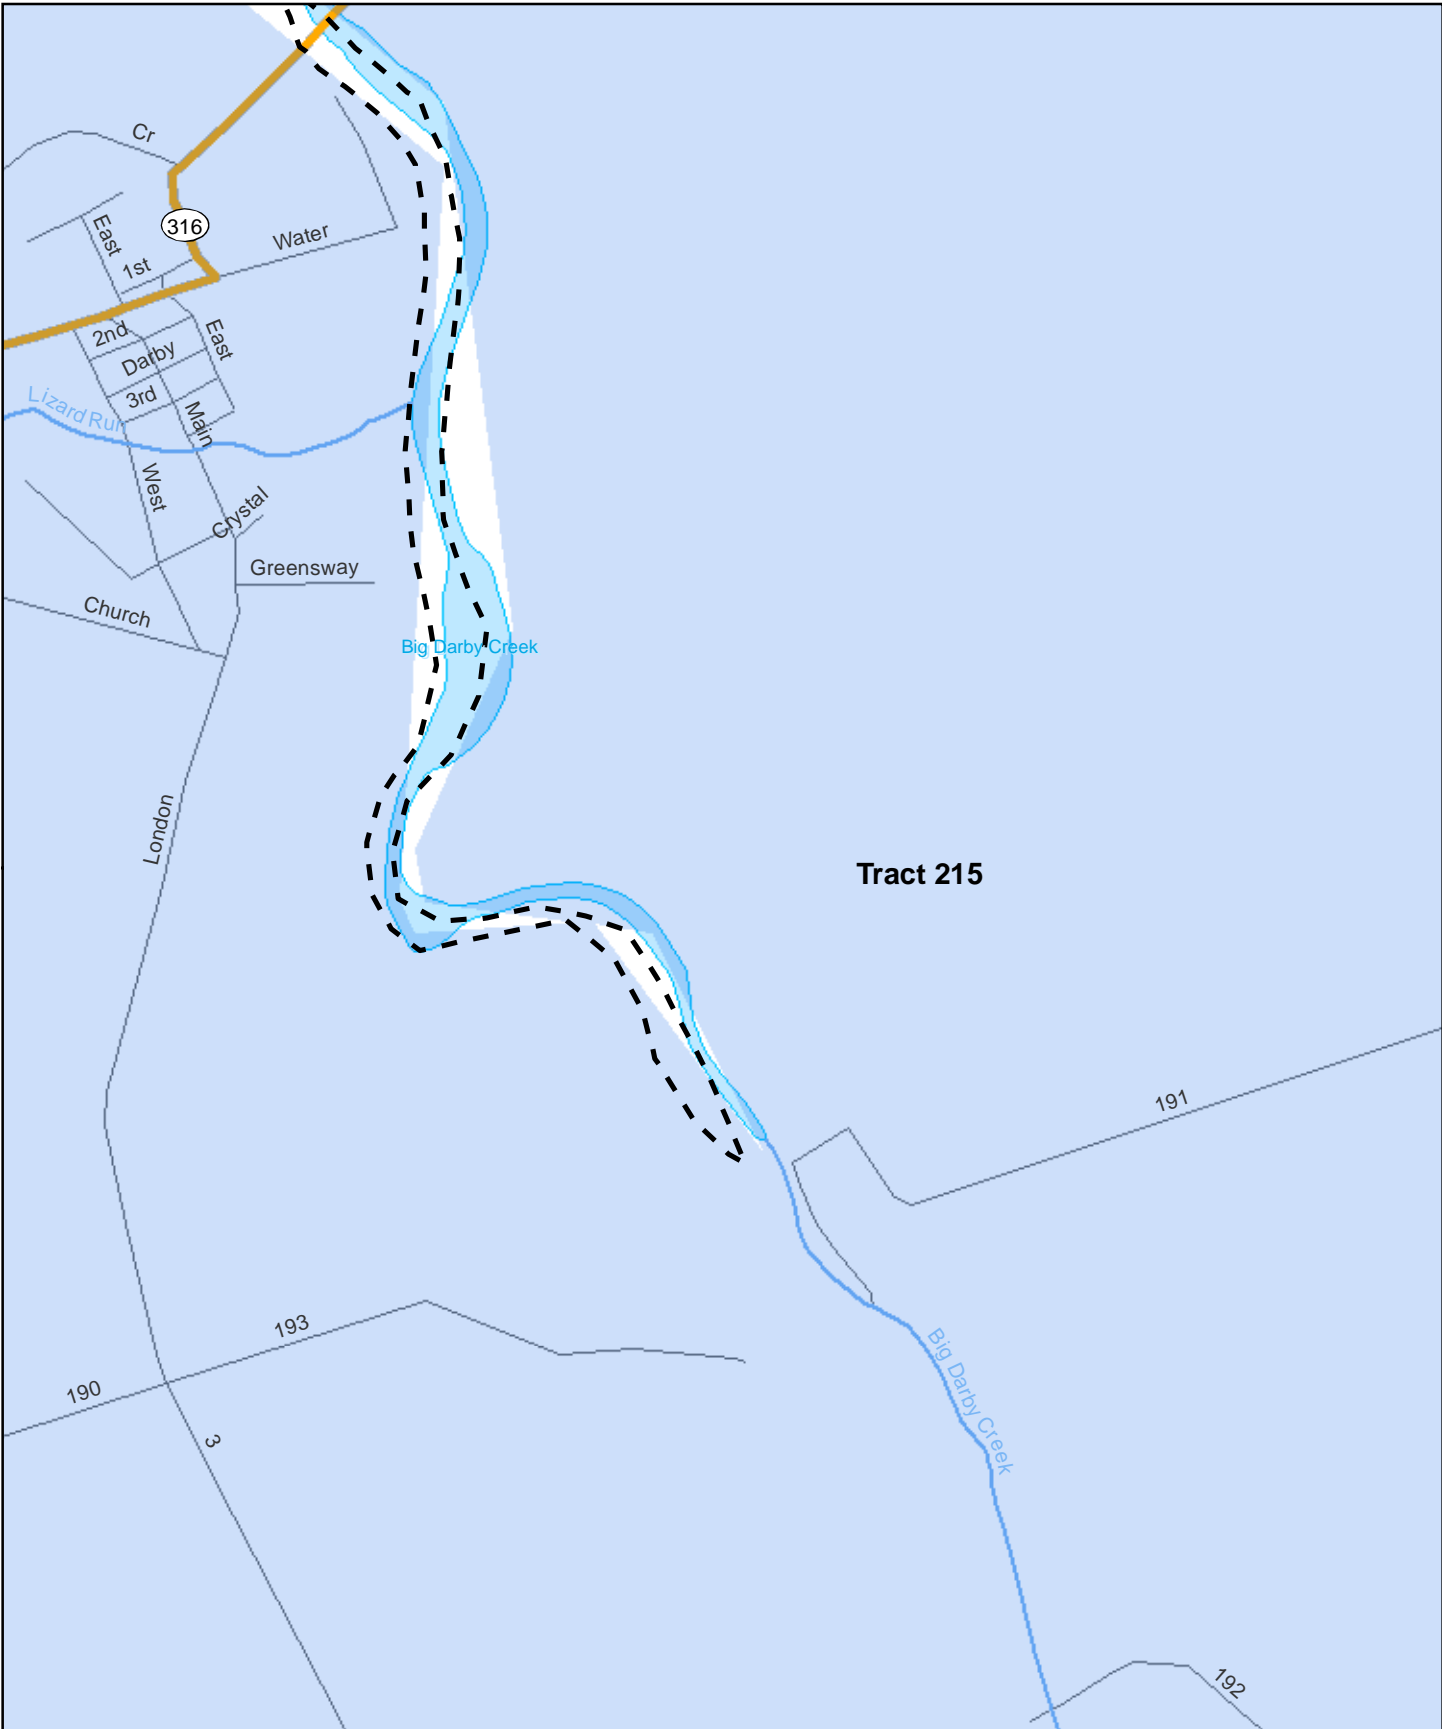 Cr
East
316
Water
1st
2nd
East
Darby
3rd
Lizard Run
Main
West
Crystal
Greensway
Church
Big Darby Creek
London
Tract 215
191
193
190
Big Darby Creek
3
192